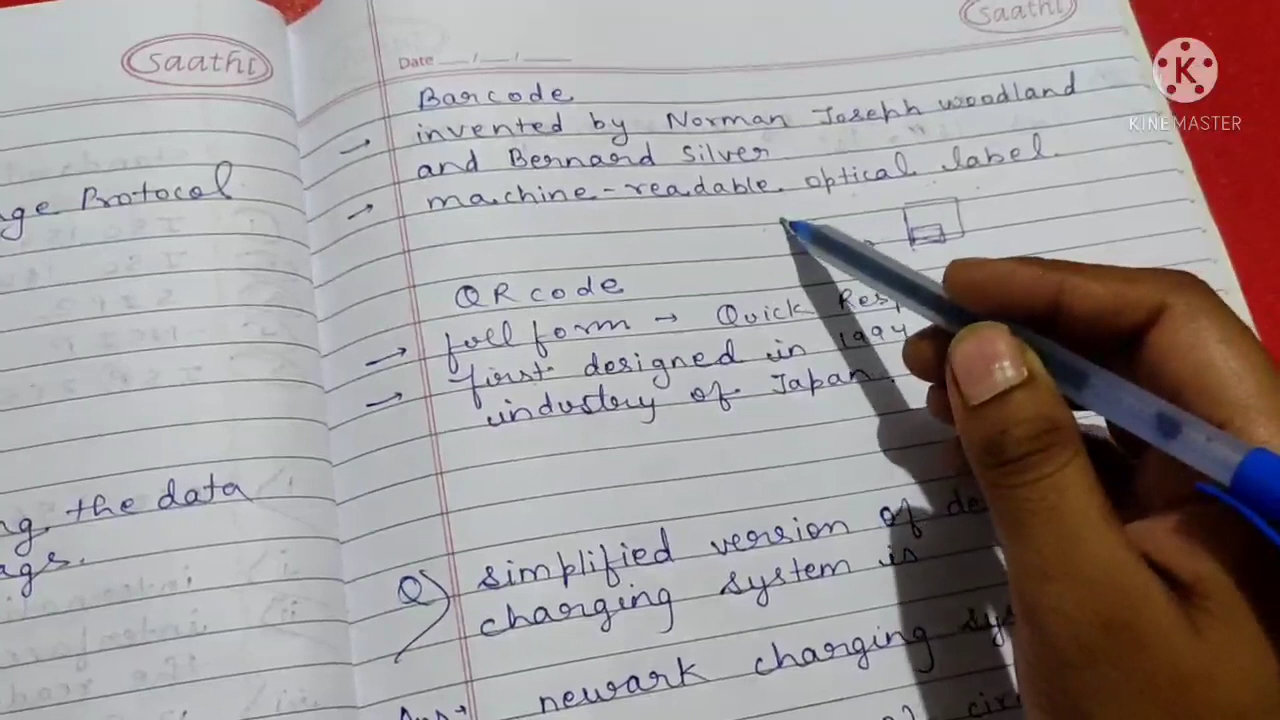 Saathi
Saathi
Date
KINEMASTER
Protocol
the data
Barcode
→ invented by Norman Joseph woodland
and Bernard Silver
→ machine-readable optical label.
QR code
→ full form → Quick
→ first designed in 1994
industry of Japan.
Q) simplified version of
charging system is
newark charging